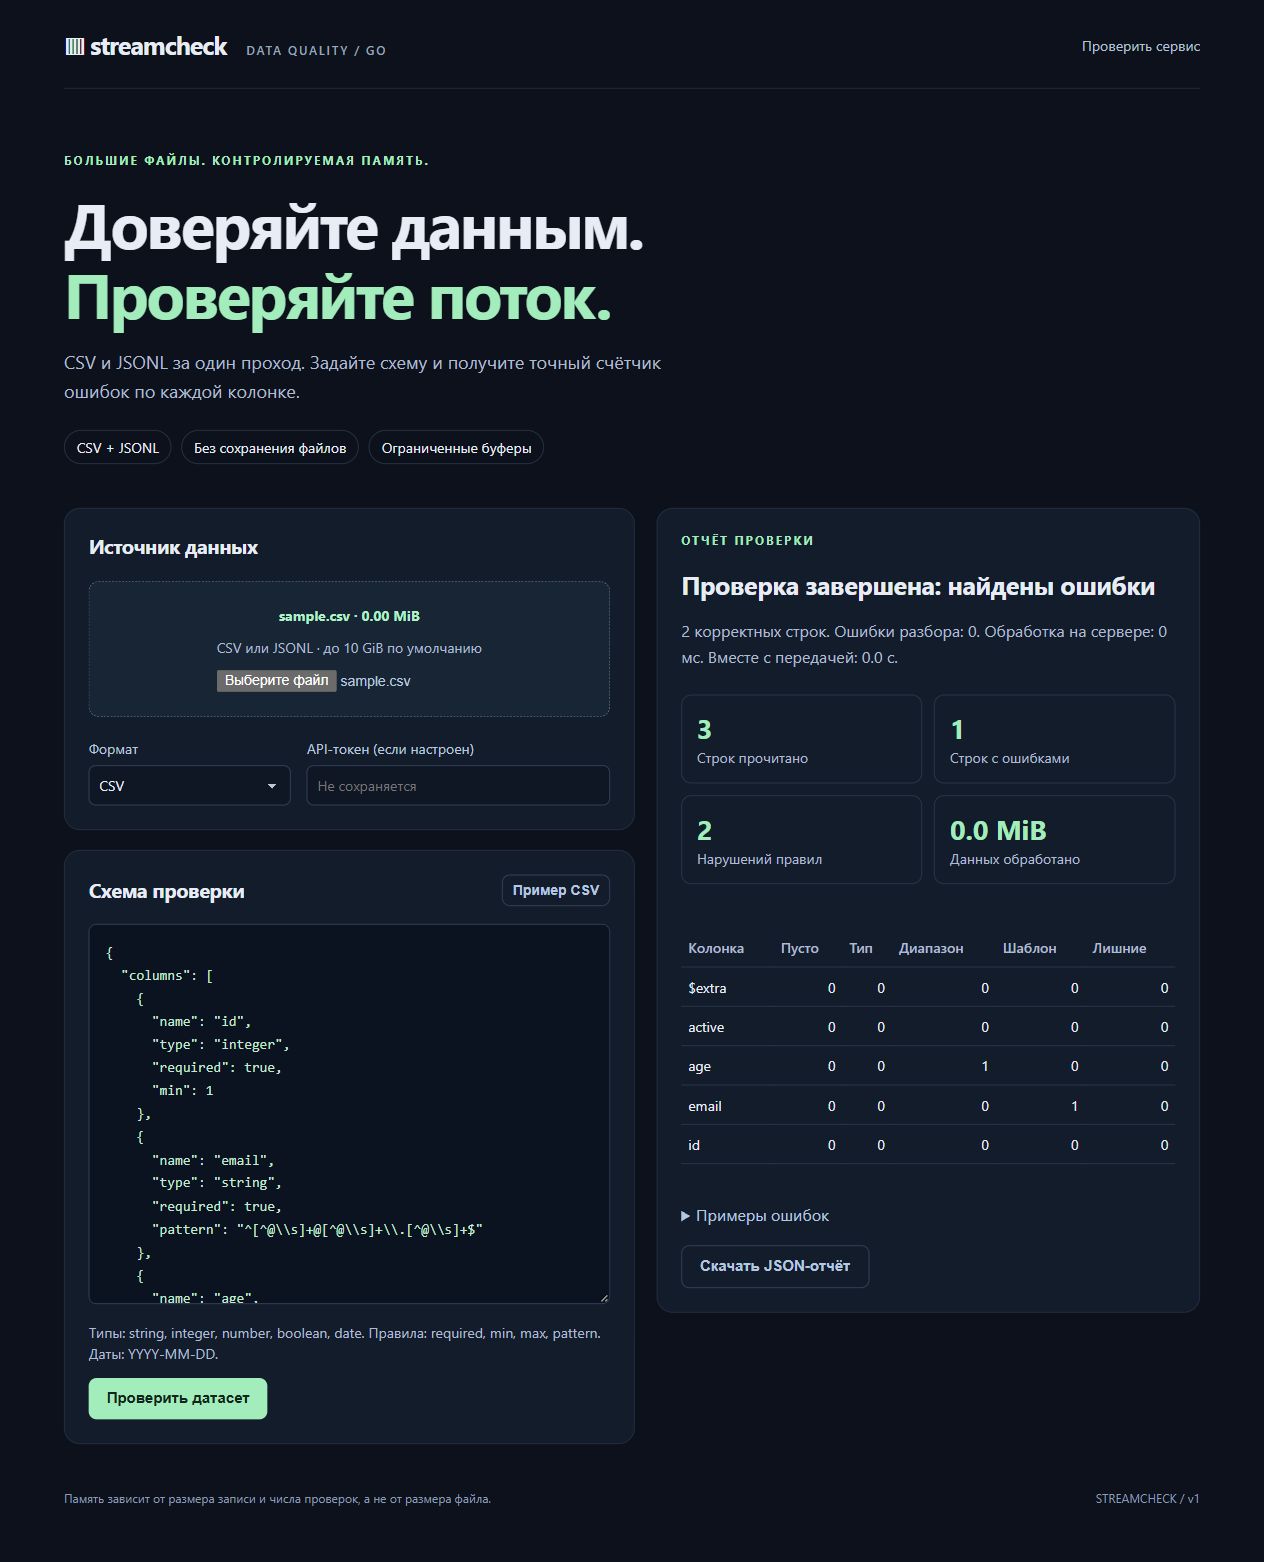 streamcheck DATA QUALITY / GO
Проверить сервис
БОЛЬШИЕ ФАЙЛЫ. КОНТРОЛИРУЕМАЯ ПАМЯТЬ.
Доверяйте данным.
Проверяйте поток.
CSV и JSONL за один проход. Задайте схему и получите точный счётчик
ошибок по каждой колонке.
CSV + JSONL
Без сохранения файлов
Ограниченные буферы
Источник данных
sample.csv · 0.00 MiB
CSV или JSONL · до 10 GiB по умолчанию
Выберите файл sample.csv
Формат
CSV
API-токен (если настроен)
Не сохраняется
Схема проверки
Пример CSV
{
"columns": [
{
"name": "id",
"type": "integer",
"required": true,
"min": 1
},
{
"name": "email",
"type": "string",
"required": true,
"pattern": "^[^@\\s]+@[^@\\s]+\\.[^@\\s]+$"
},
{
"name": "age",
Типы: string, integer, number, boolean, date. Правила: required, min, max, pattern.
Даты: YYYY-MM-DD.
Проверить датасет
ОТЧЁТ ПРОВЕРКИ
Проверка завершена: найдены ошибки
2 корректных строк. Ошибки разбора: 0. Обработка на сервере: 0
мс. Вместе с передачей: 0.0 с.
3
Строк прочитано
1
Строк с ошибками
2
Нарушений правил
0.0 MiB
Данных обработано
Колонка Пусто Тип Диапазон Шаблон Лишние
$extra 0 0 0 0 0
active 0 0 0 0 0
age 0 0 1 0 0
email 0 0 0 1 0
id 0 0 0 0 0
Примеры ошибок
Скачать JSON-отчёт
Память зависит от размера записи и числа проверок, а не от размера файла.
STREAMCHECK / v1